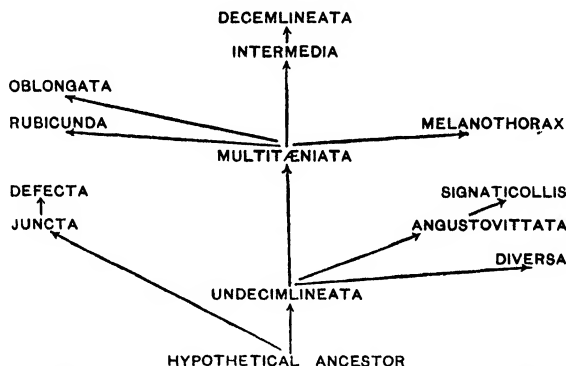 DECEMLINEATA
INTERMEDIA
OBLONGATA
RUBICUNDA
MELANOTHORAX
MULTITÆNIATA
DEFECTA
SIGNATICOLLIS
JUNCTA
ANGUSTOVITTATA
DIVERSA
UNDECIMLINEATA
HYPOTHETICAL ANCESTOR